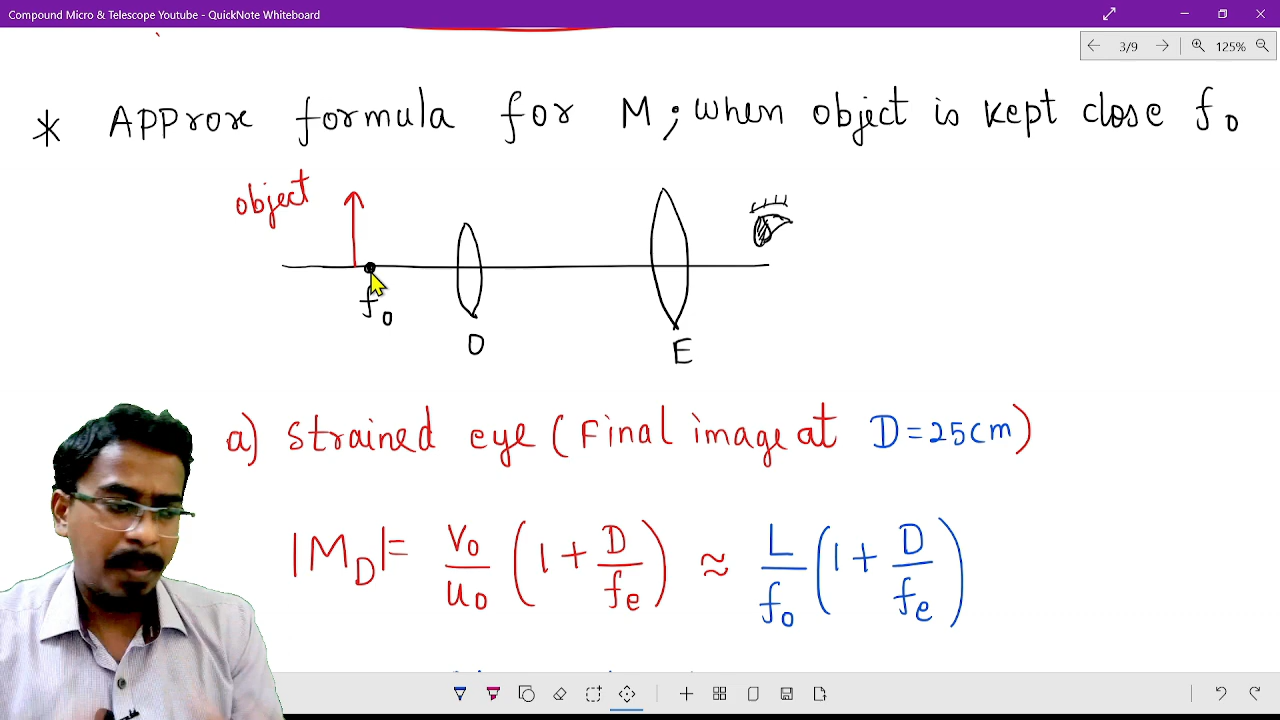 Compound Micro & Telescope Youtube - QuickNote Whiteboard
3/9
125%
* Approx formula for M; when object is kept close f₀
object
f₀
O
E
a) Strained eye (Final image at D = 25cm)
|M_D| = v₀/u₀ (1 + D/fₑ) ≈ L/f₀ (1 + D/fₑ)